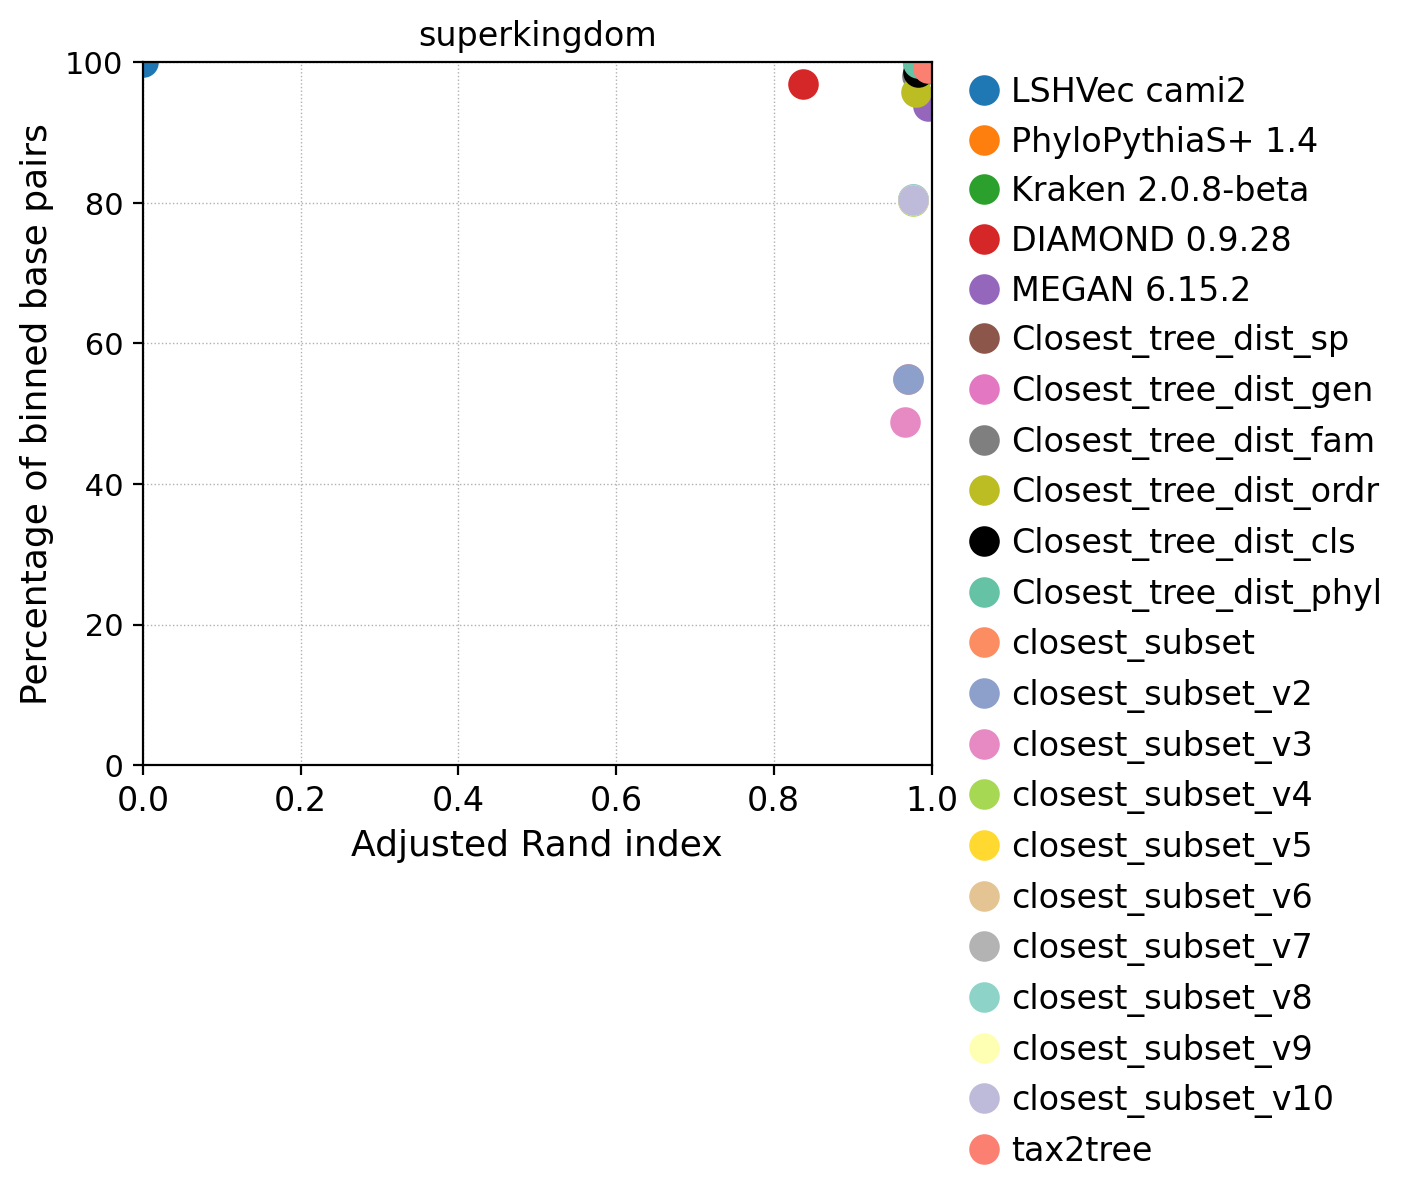 superkingdom
Percentage of binned base pairs
100
80
60
40
20
0
0.0 0.2 0.4 0.6 0.8 1.0
Adjusted Rand index
LSHVec cami2
PhyloPythiaS+ 1.4
Kraken 2.0.8-beta
DIAMOND 0.9.28
MEGAN 6.15.2
Closest_tree_dist_sp
Closest_tree_dist_gen
Closest_tree_dist_fam
Closest_tree_dist_ordr
Closest_tree_dist_cls
Closest_tree_dist_phyl
closest_subset
closest_subset_v2
closest_subset_v3
closest_subset_v4
closest_subset_v5
closest_subset_v6
closest_subset_v7
closest_subset_v8
closest_subset_v9
closest_subset_v10
tax2tree